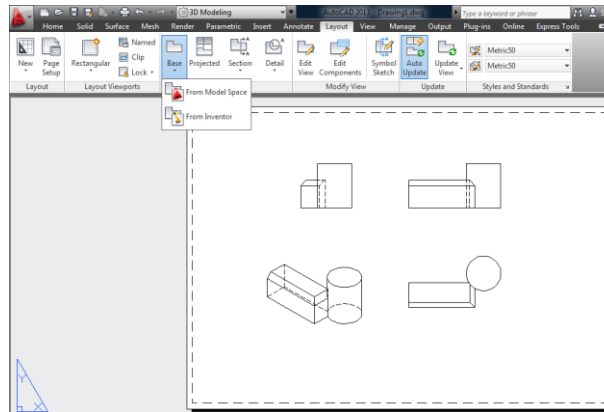 3D Modeling AutoCAD 2013 Drawing1.dwg Type a keyword or phrase
Home Solid Surface Mesh Render Parametric Insert Annotate Layout View Manage Output Plug-ins Online Express Tools
New Page Setup Rectangular Named Clip Lock Base Projected Section Detail Edit View Edit Components Symbol Sketch Auto Update Update View Metric50 Metric50
Layout Layout Viewports Modify View Update Styles and Standards
From Model Space
From Inventor
Y
X